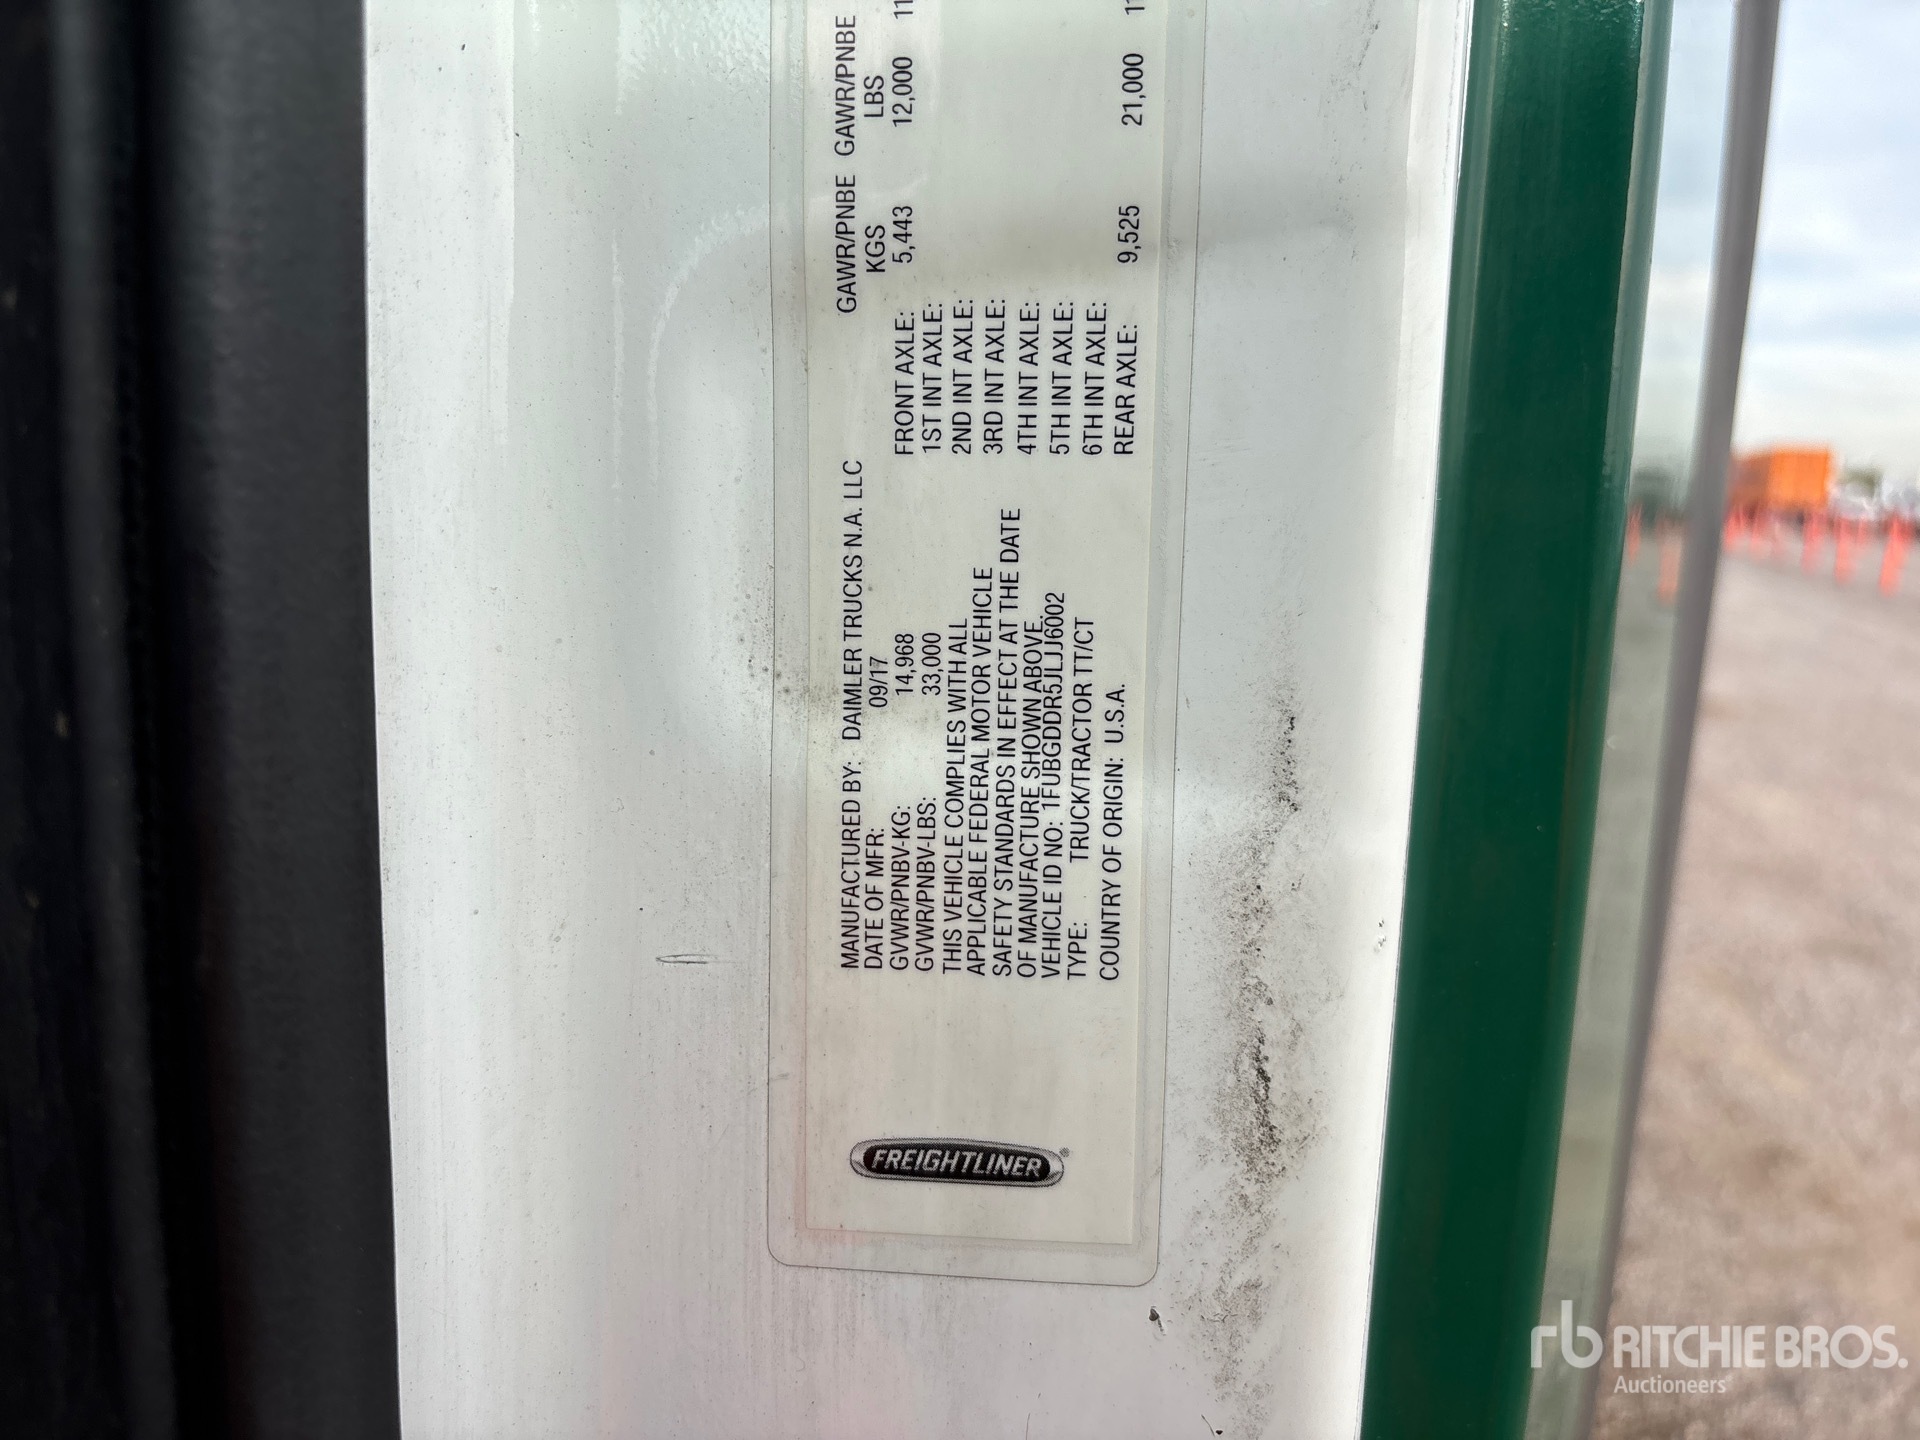 FREIGHTLINER
MANUFACTURED BY: DAIMLER TRUCKS N.A. LLC
DATE OF MFR: 09/17
GVWR/PNBV-KG: 14,968
GVWR/PNBV-LBS: 33,000
THIS VEHICLE COMPLIES WITH ALL
APPLICABLE FEDERAL MOTOR VEHICLE
SAFETY STANDARDS IN EFFECT AT THE DATE
OF MANUFACTURE SHOWN ABOVE.
VEHICLE ID NO: 1FUBGDDR5JLJJ6002
TYPE: TRUCK/TRACTOR TT/CT
COUNTRY OF ORIGIN: U.S.A.
GAWR/PNBE GAWR/PNBE
KGS LBS
FRONT AXLE: 5,443 12,000 11
1ST INT AXLE:
2ND INT AXLE:
3RD INT AXLE:
4TH INT AXLE:
5TH INT AXLE:
6TH INT AXLE:
REAR AXLE: 9,525 21,000 11
rb RITCHIE BROS.
Auctioneers